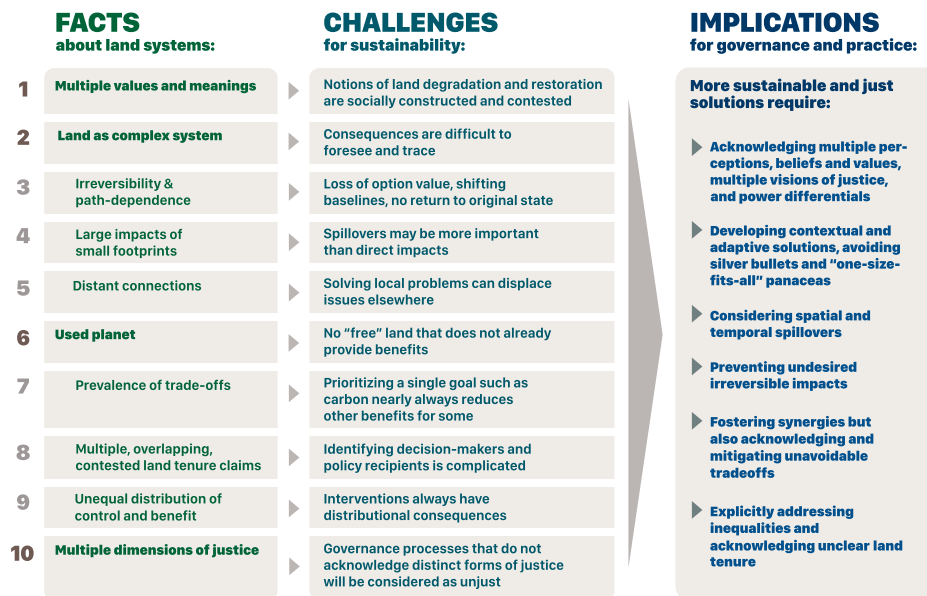 FACTS
about land systems:
CHALLENGES
for sustainability:
IMPLICATIONS
for governance and practice:
1
Multiple values and meanings
Notions of land degradation and restoration
are socially constructed and contested
2
Land as complex system
Consequences are difficult to
foresee and trace
3
Irreversibility &
path-dependence
Loss of option value, shifting
baselines, no return to original state
4
Large impacts of
small footprints
Spillovers may be more important
than direct impacts
5
Distant connections
Solving local problems can displace
issues elsewhere
6
Used planet
No “free” land that does not already
provide benefits
7
Prevalence of trade-offs
Prioritizing a single goal such as
carbon nearly always reduces
other benefits for some
8
Multiple, overlapping,
contested land tenure claims
Identifying decision-makers and
policy recipients is complicated
9
Unequal distribution of
control and benefit
Interventions always have
distributional consequences
10
Multiple dimensions of justice
Governance processes that do not
acknowledge distinct forms of justice
will be considered as unjust
More sustainable and just
solutions require:
Acknowledging multiple per-
ceptions, beliefs and values,
multiple visions of justice,
and power differentials
Developing contextual and
adaptive solutions, avoiding
silver bullets and “one-size-
fits-all” panaceas
Considering spatial and
temporal spillovers
Preventing undesired
irreversible impacts
Fostering synergies but
also acknowledging and
mitigating unavoidable
tradeoffs
Explicitly addressing
inequalities and
acknowledging unclear land
tenure